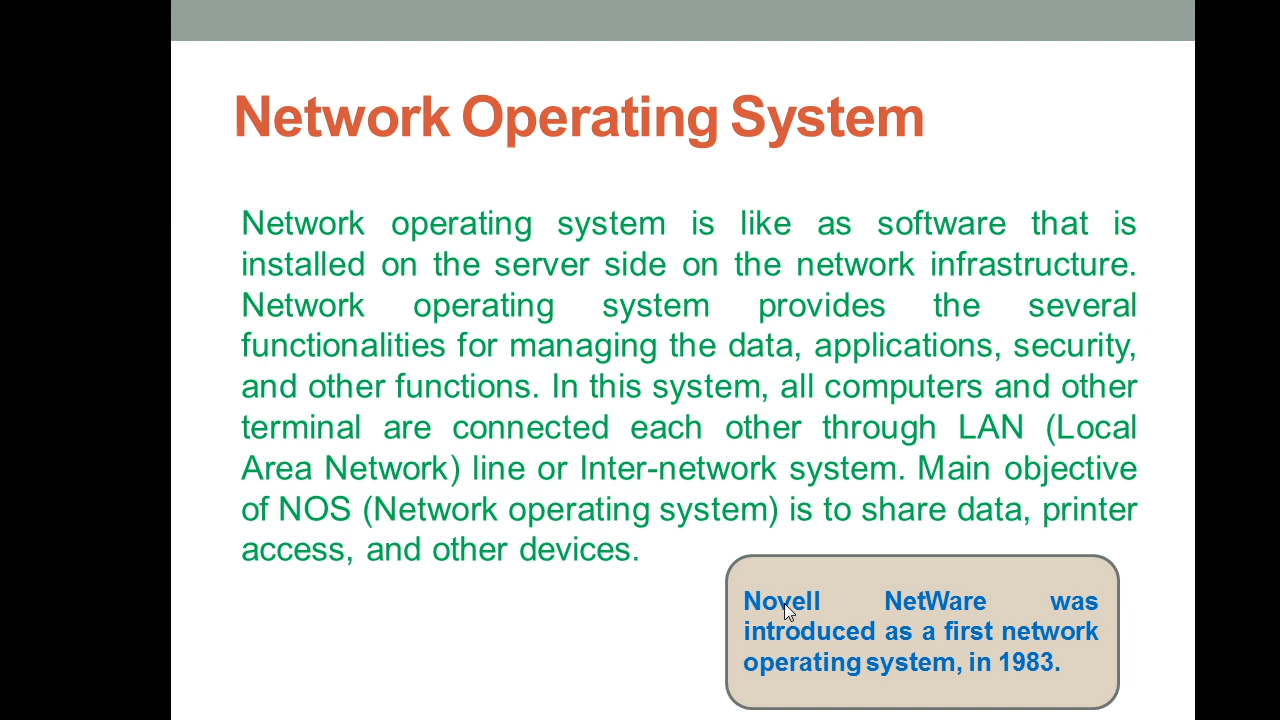 Network Operating System
Network operating system is like as software that is
installed on the server side on the network infrastructure.
Network operating system provides the several
functionalities for managing the data, applications, security,
and other functions. In this system, all computers and other
terminal are connected each other through LAN (Local
Area Network) line or Inter-network system. Main objective
of NOS (Network operating system) is to share data, printer
access, and other devices.
Novell NetWare was
introduced as a first network
operating system, in 1983.